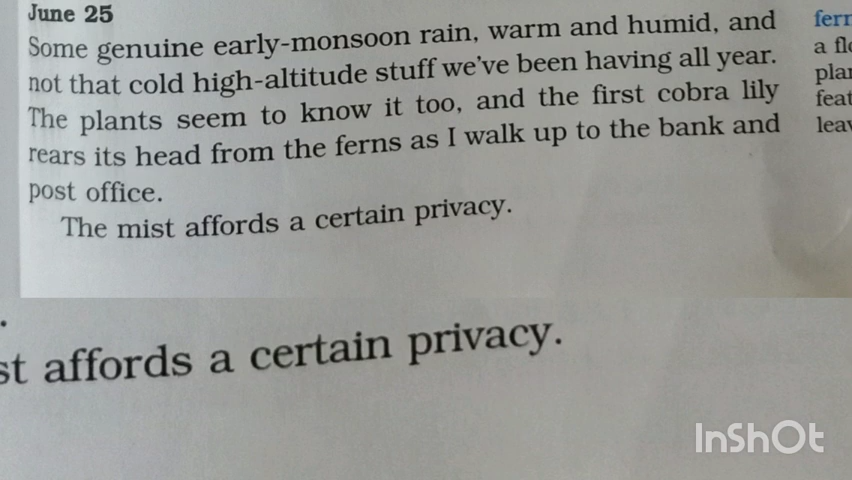 June 25
Some genuine early-monsoon rain, warm and humid, and
not that cold high-altitude stuff we've been having all year.
The plants seem to know it too, and the first cobra lily
rears its head from the ferns as I walk up to the bank and
post office.
The mist affords a certain privacy.
st affords a certain privacy.
InShOt